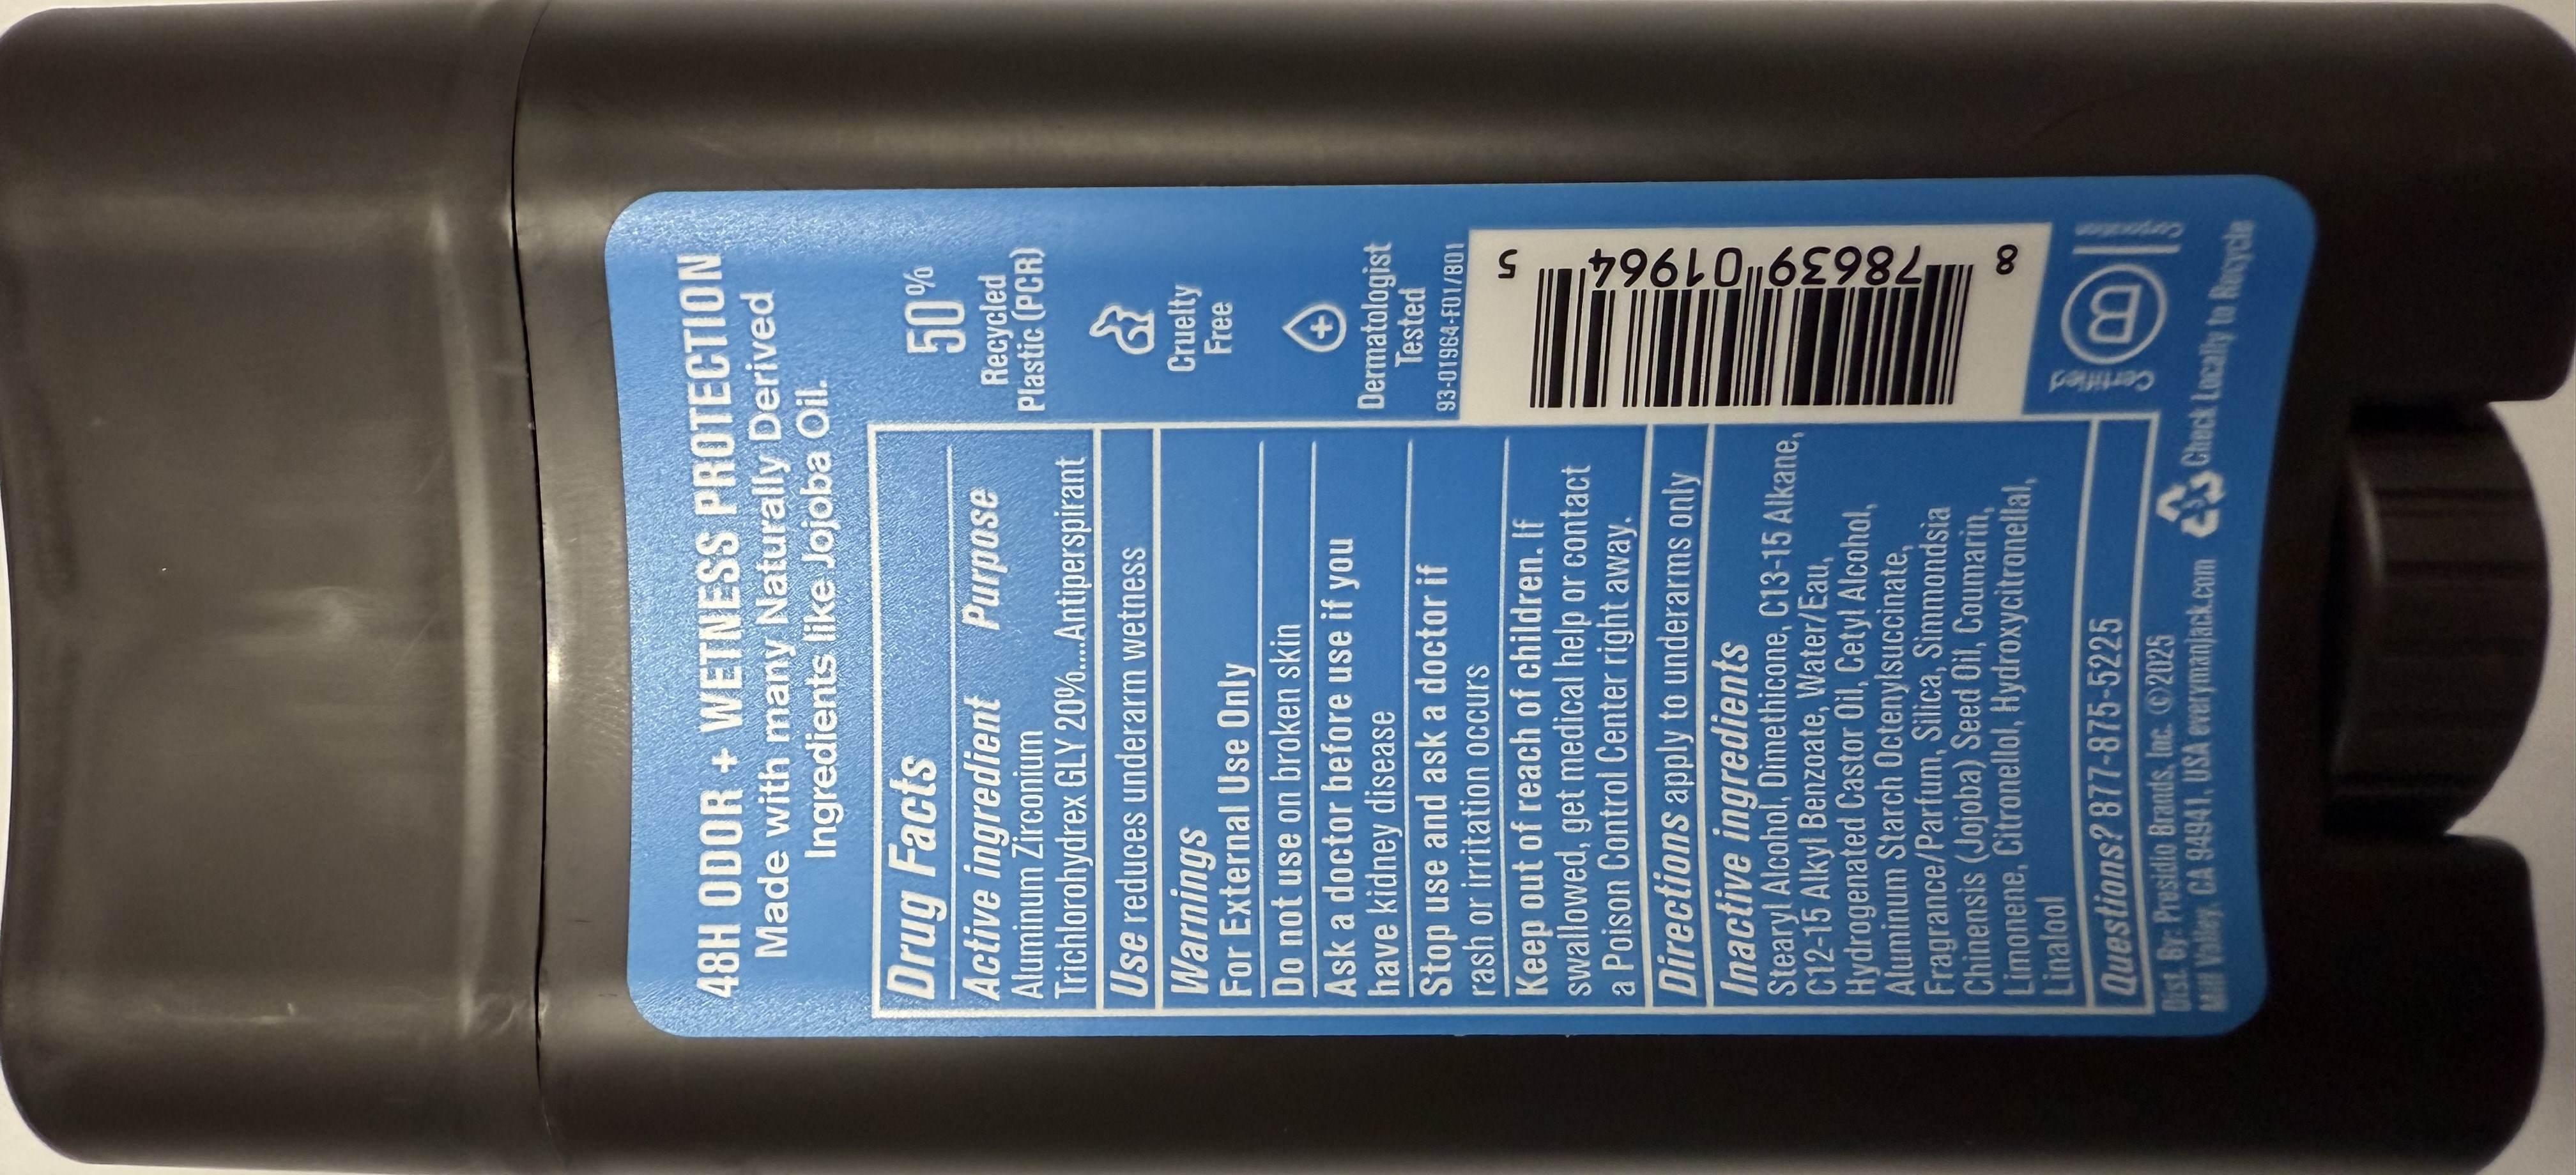 48H ODOR + WETNESS PROTECTION
Made with many Naturally Derived
Ingredients like Jojoba Oil.
Drug Facts
Active ingredient Purpose
Aluminum Zirconium
Trichlorohydrex GLY 20%....Antiperspirant
Use reduces underarm wetness
Warnings
For External Use Only
Do not use on broken skin
Ask a doctor before use if you
have kidney disease
Stop use and ask a doctor if
rash or irritation occurs
Keep out of reach of children. If
swallowed, get medical help or contact
a Poison Control Center right away.
Directions apply to underarms only
Inactive ingredients
Stearyl Alcohol, Dimethicone, C13-15 Alkane,
C12-15 Alkyl Benzoate, Water/Eau,
Hydrogenated Castor Oil, Cetyl Alcohol,
Aluminum Starch Octenylsuccinate,
Fragrance/Parfum, Silica, Simmondsia
Chinensis (Jojoba) Seed Oil, Coumarin,
Limonene, Citronellol, Hydroxycitronellal,
Linalool
Questions? 877-875-5225
50%
Recycled
Plastic (PCR)
Cruelty
Free
Dermatologist
Tested
93-01964-F01/B01
8 78639 01964 5
Certified
B
Dist. By: Presidio Brands, Inc. ©2025
Mill Valley, CA 94941, USA everymanjack.com
Check Locally to Recycle